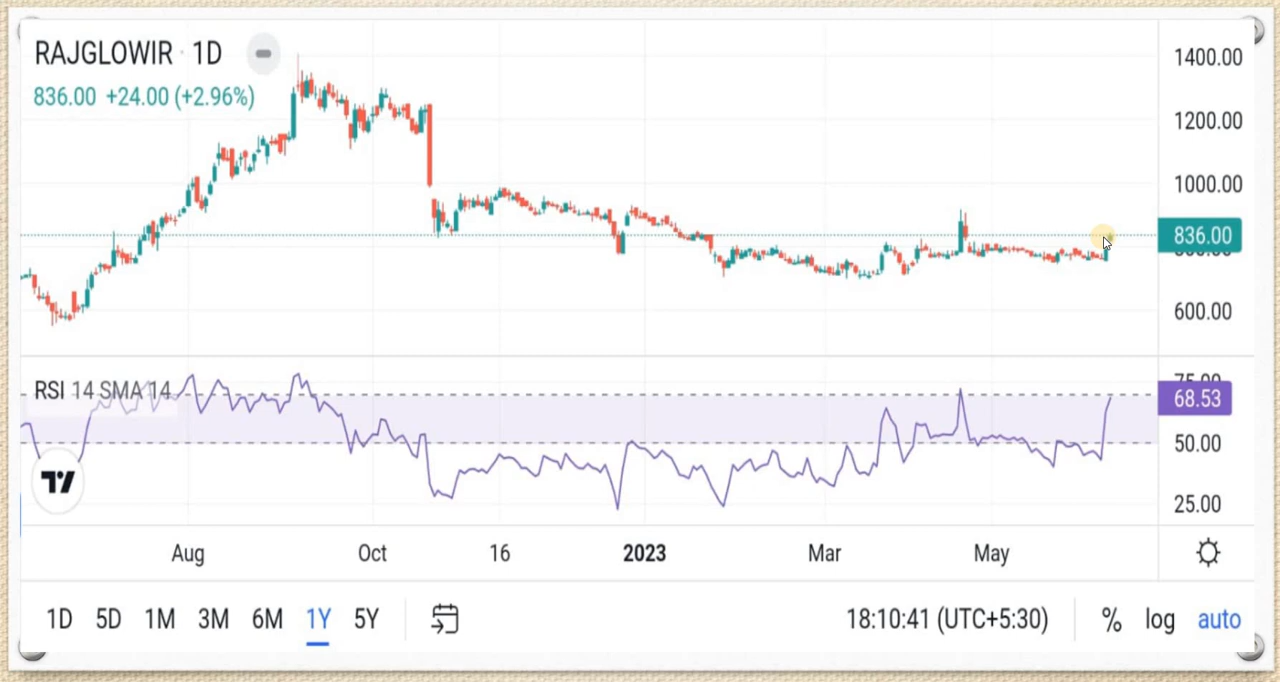 RAJGLOWIR · 1D
836.00 +24.00 (+2.96%)
1400.00
1200.00
1000.00
836.00
600.00
RSI 14 SMA 14
75.00
68.53
50.00
25.00
Aug Oct 16 2023 Mar May
1D 5D 1M 3M 6M 1Y 5Y 18:10:41 (UTC+5:30) % log auto